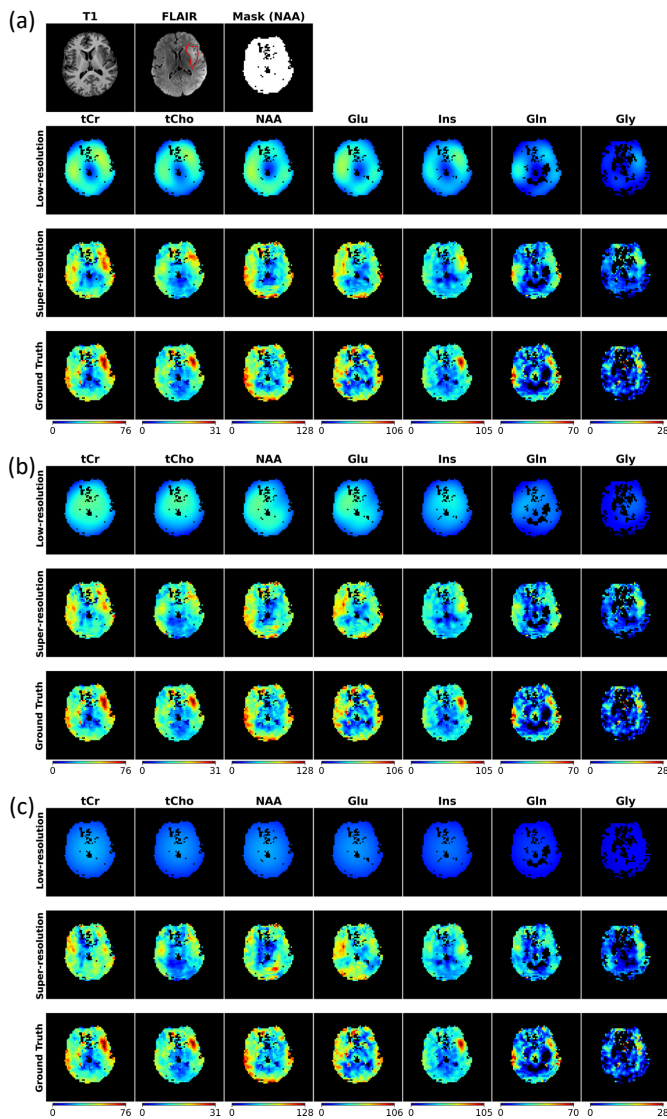 (a)
T1 FLAIR Mask (NAA)
tCr tCho NAA Glu Ins Gln Gly
Low-resolution
Super-resolution
Ground Truth
0 76 0 31 0 128 0 106 0 105 0 70 0 28
(b)
tCr tCho NAA Glu Ins Gln Gly
Low-resolution
Super-resolution
Ground Truth
0 76 0 31 0 128 0 106 0 105 0 70 0 28
(c)
tCr tCho NAA Glu Ins Gln Gly
Low-resolution
Super-resolution
Ground Truth
0 76 0 31 0 128 0 106 0 105 0 70 0 28